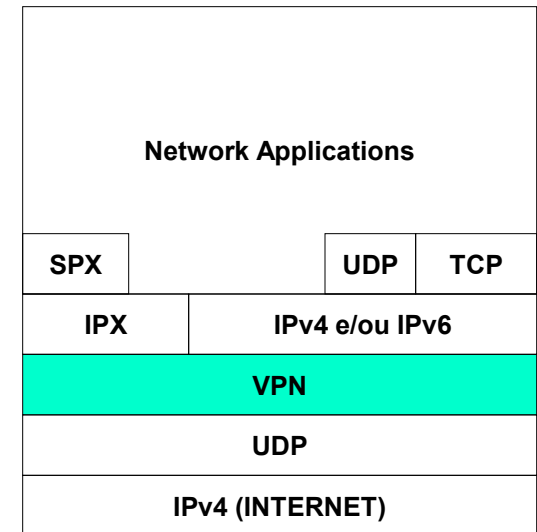 Network Applications
SPX
UDP
TCP
IPX
IPv4 e/ou IPv6
VPN
UDP
IPv4 (INTERNET)